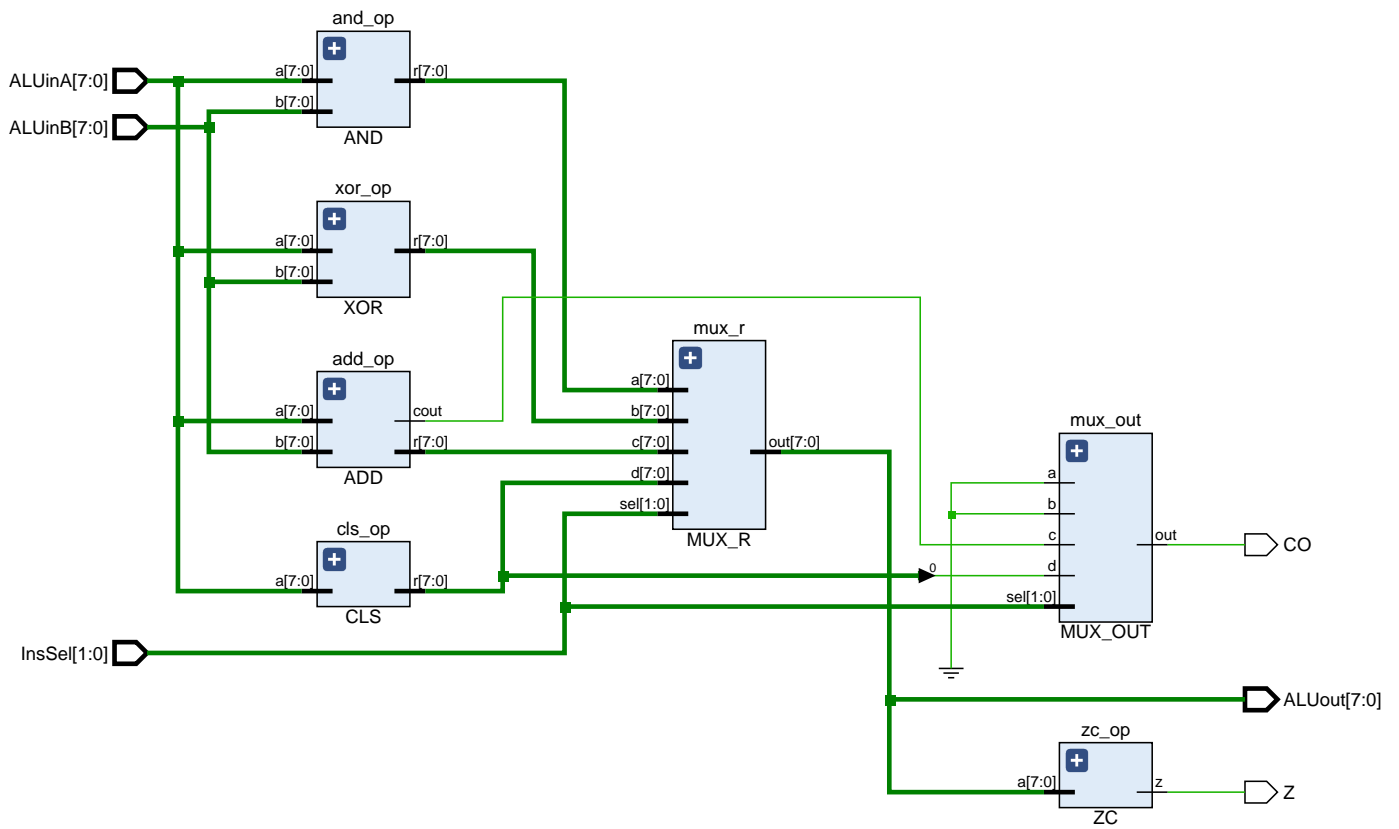 and_op
ALUinA[7:0]
a[7:0]
r[7:0]
b[7:0]
ALUinB[7:0]
AND
xor_op
a[7:0]
r[7:0]
b[7:0]
XOR
add_op
a[7:0]
cout
b[7:0]
r[7:0]
ADD
cls_op
a[7:0]
r[7:0]
CLS
InsSel[1:0]
mux_r
a[7:0]
b[7:0]
c[7:0]
out[7:0]
d[7:0]
sel[1:0]
MUX_R
mux_out
a
b
c
out
CO
0
d
sel[1:0]
MUX_OUT
ALUout[7:0]
zc_op
a[7:0]
z
Z
ZC